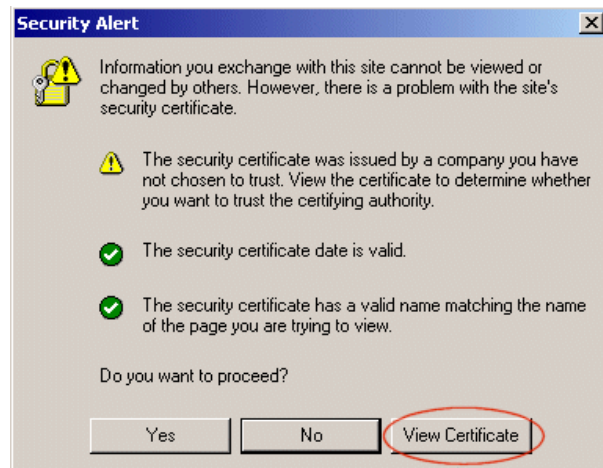 Security Alert
Information you exchange with this site cannot be viewed or
changed by others. However, there is a problem with the site's
security certificate.
The security certificate was issued by a company you have
not chosen to trust. View the certificate to determine whether
you want to trust the certifying authority.
The security certificate date is valid.
The security certificate has a valid name matching the name
of the page you are trying to view.
Do you want to proceed?
Yes No View Certificate